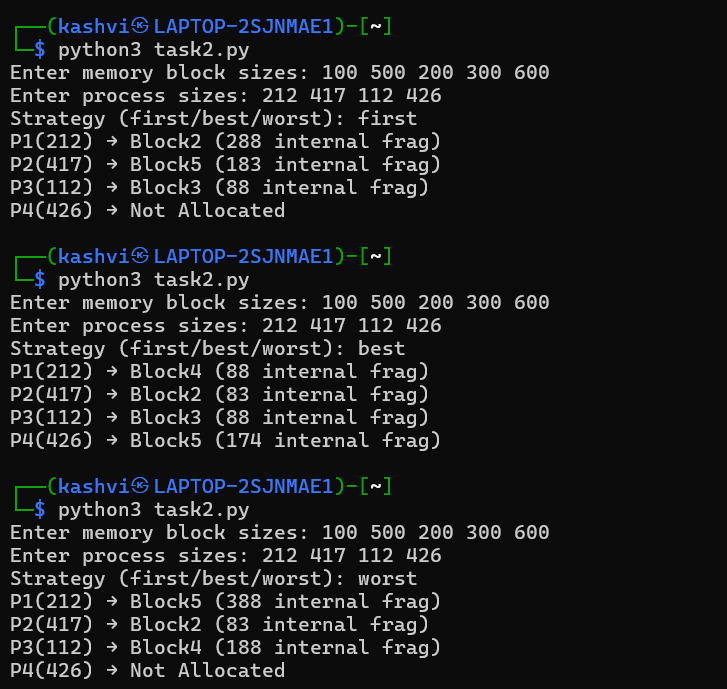 ┌──(kashvi㉿LAPTOP-2SJNMAE1)-[~]
└─$ python3 task2.py
Enter memory block sizes: 100 500 200 300 600
Enter process sizes: 212 417 112 426
Strategy (first/best/worst): first
P1(212) → Block2 (288 internal frag)
P2(417) → Block5 (183 internal frag)
P3(112) → Block3 (88 internal frag)
P4(426) → Not Allocated
┌──(kashvi㉿LAPTOP-2SJNMAE1)-[~]
└─$ python3 task2.py
Enter memory block sizes: 100 500 200 300 600
Enter process sizes: 212 417 112 426
Strategy (first/best/worst): best
P1(212) → Block4 (88 internal frag)
P2(417) → Block2 (83 internal frag)
P3(112) → Block3 (88 internal frag)
P4(426) → Block5 (174 internal frag)
┌──(kashvi㉿LAPTOP-2SJNMAE1)-[~]
└─$ python3 task2.py
Enter memory block sizes: 100 500 200 300 600
Enter process sizes: 212 417 112 426
Strategy (first/best/worst): worst
P1(212) → Block5 (388 internal frag)
P2(417) → Block2 (83 internal frag)
P3(112) → Block4 (188 internal frag)
P4(426) → Not Allocated